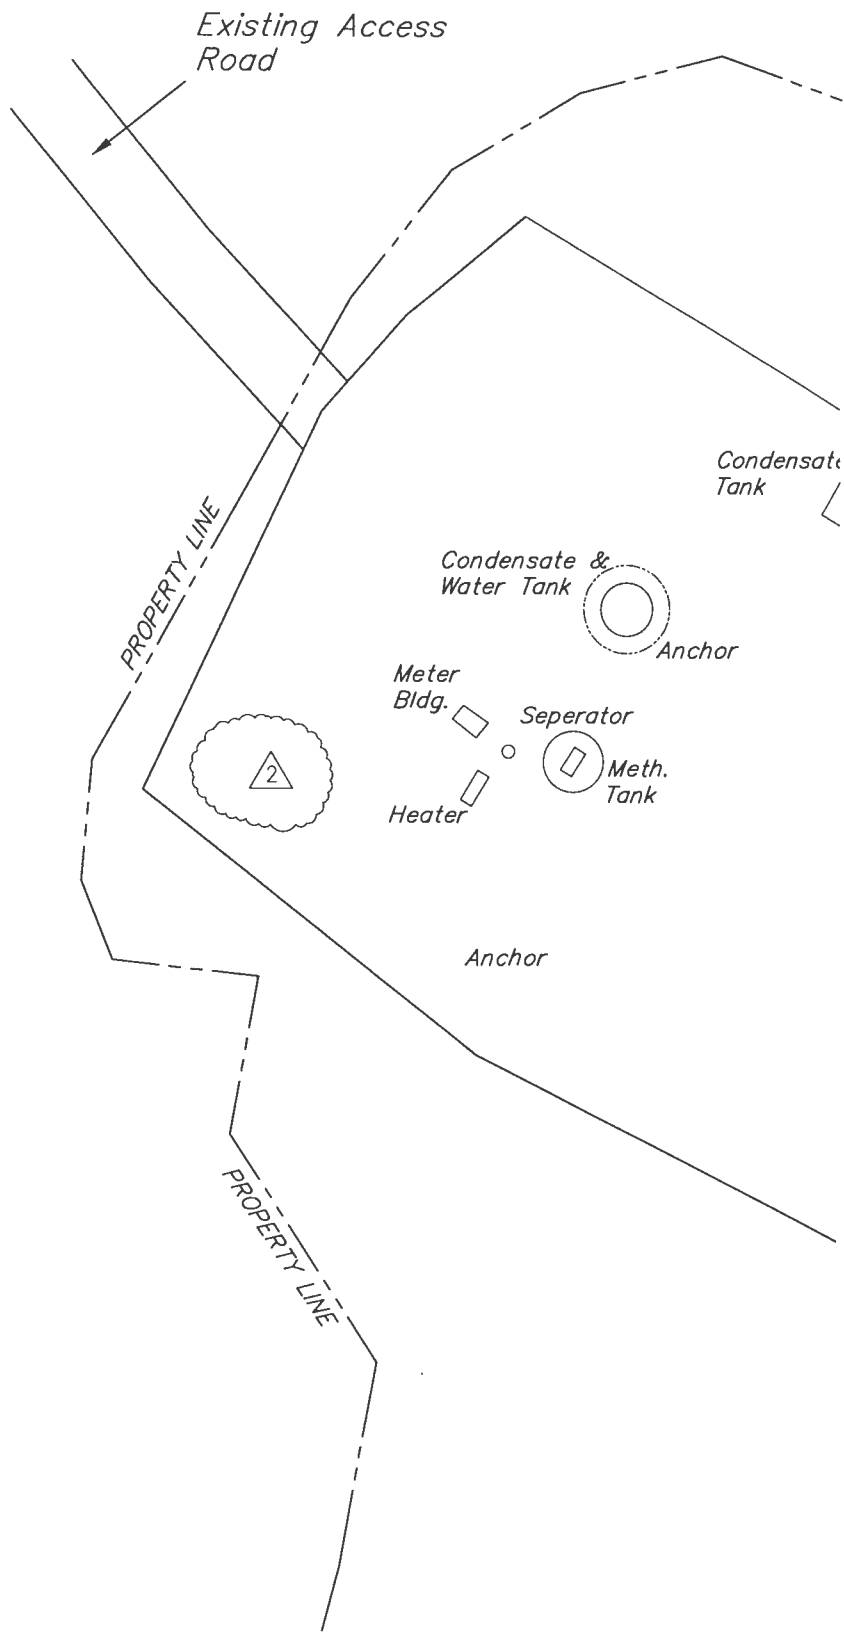 Existing Access
Road
Condensate
Tank
PROPERTY LINE
Condensate &
Water Tank
Anchor
Meter
Bldg.
Seperator
2
Meth.
Tank
Heater
Anchor
PROPERTY LINE